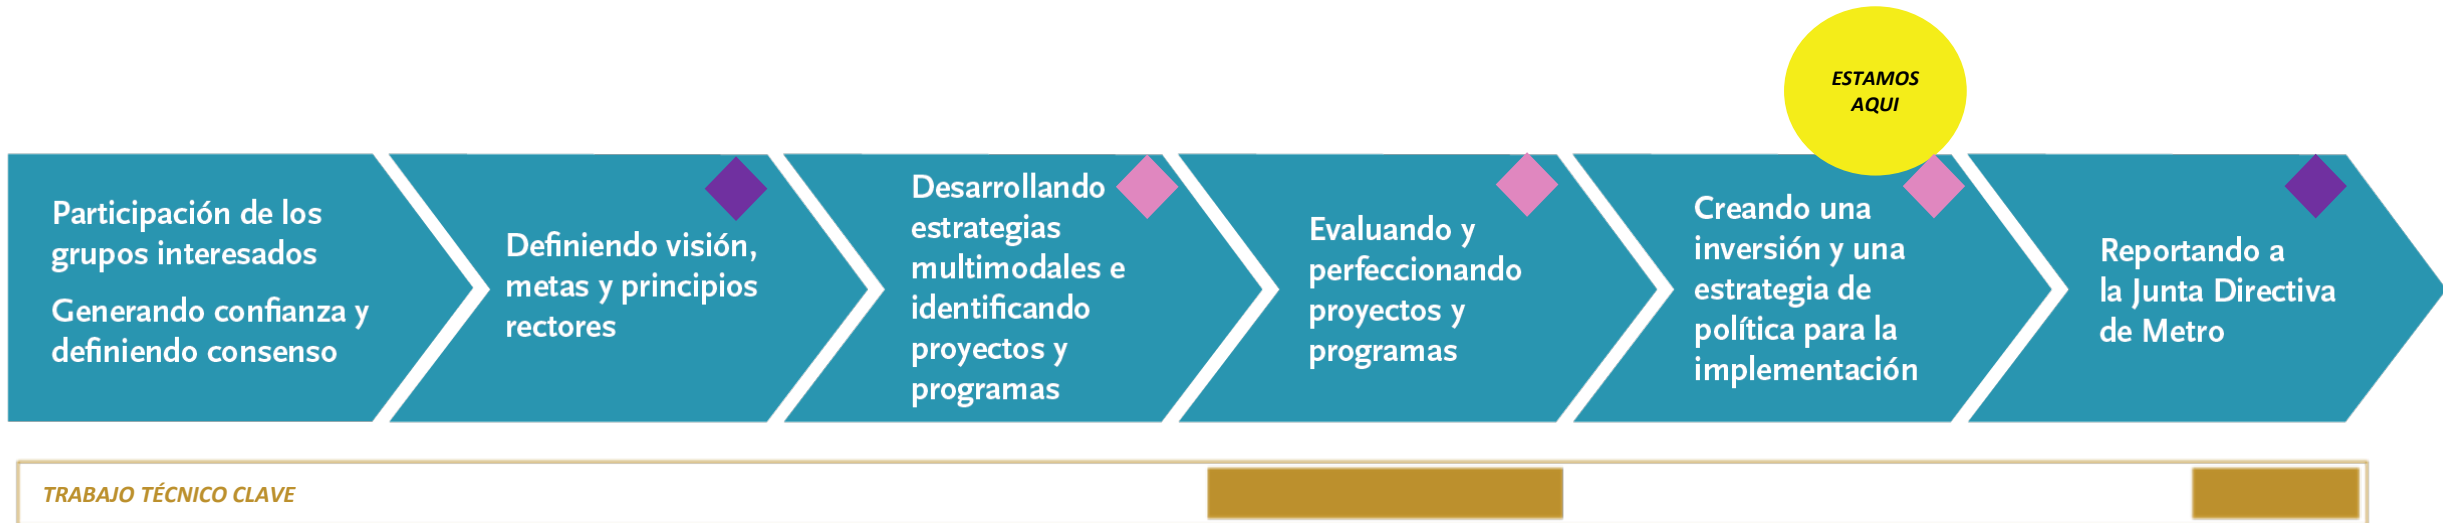 ESTAMOS
AQUI
Participación de los
grupos interesados
Generando confianza y
definiendo consenso
Definiendo visión,
metas y principios
rectores
Desarrollando
estrategias
multimodales e
identificando
proyectos y
programas
Evaluando y
perfeccionando
proyectos y
programas
Creando una
inversión y una
estrategia de
política para la
implementación
Reportando a
la Junta Directiva
de Metro
TRABAJO TÉCNICO CLAVE